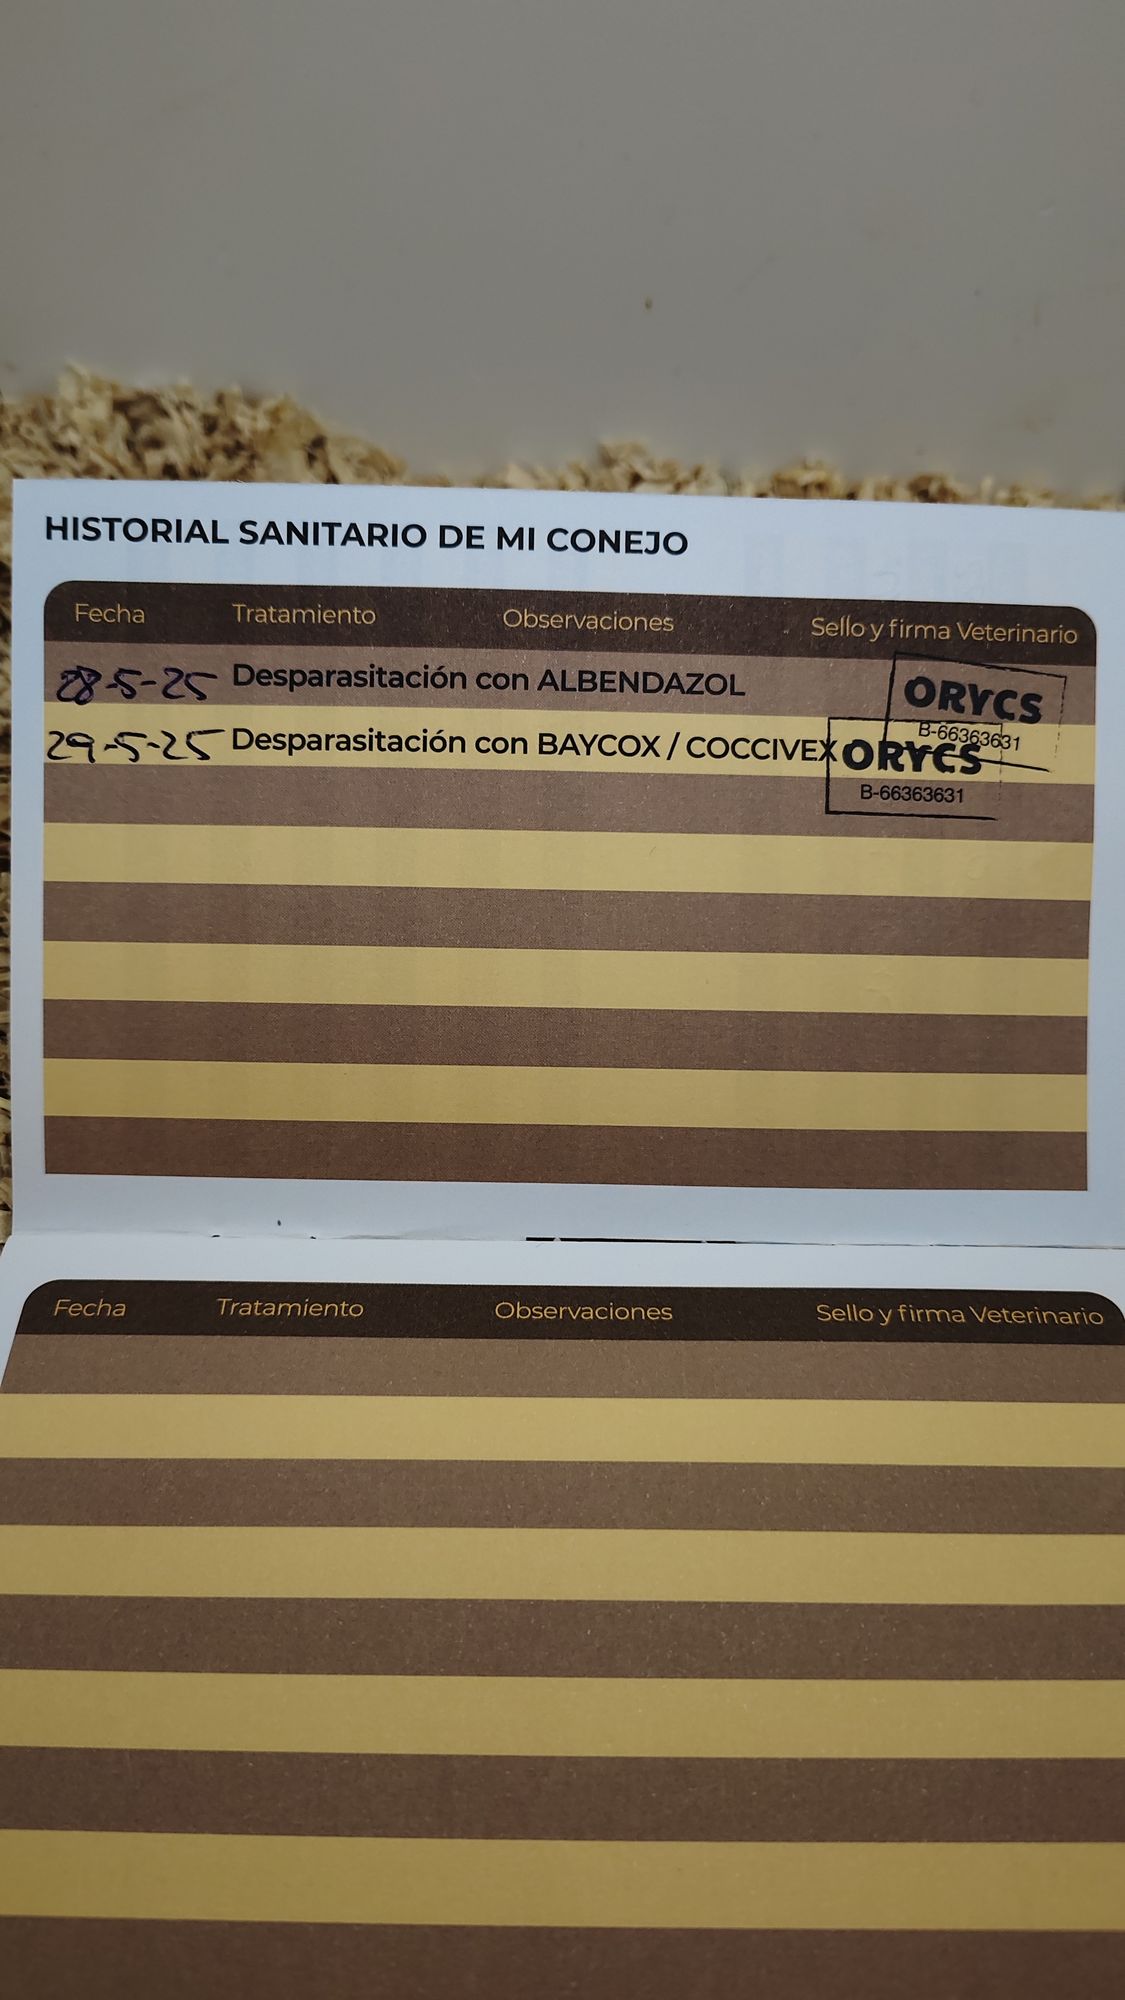 HISTORIAL SANITARIO DE MI CONEJO
Fecha Tratamiento Observaciones Sello y firma Veterinario
28-5-25 Desparasitación con ALBENDAZOL
ORYCS
B-66363631
29-5-25 Desparasitación con BAYCOX / COCCIVEX
ORYCS
B-66363631
Fecha Tratamiento Observaciones Sello y firma Veterinario